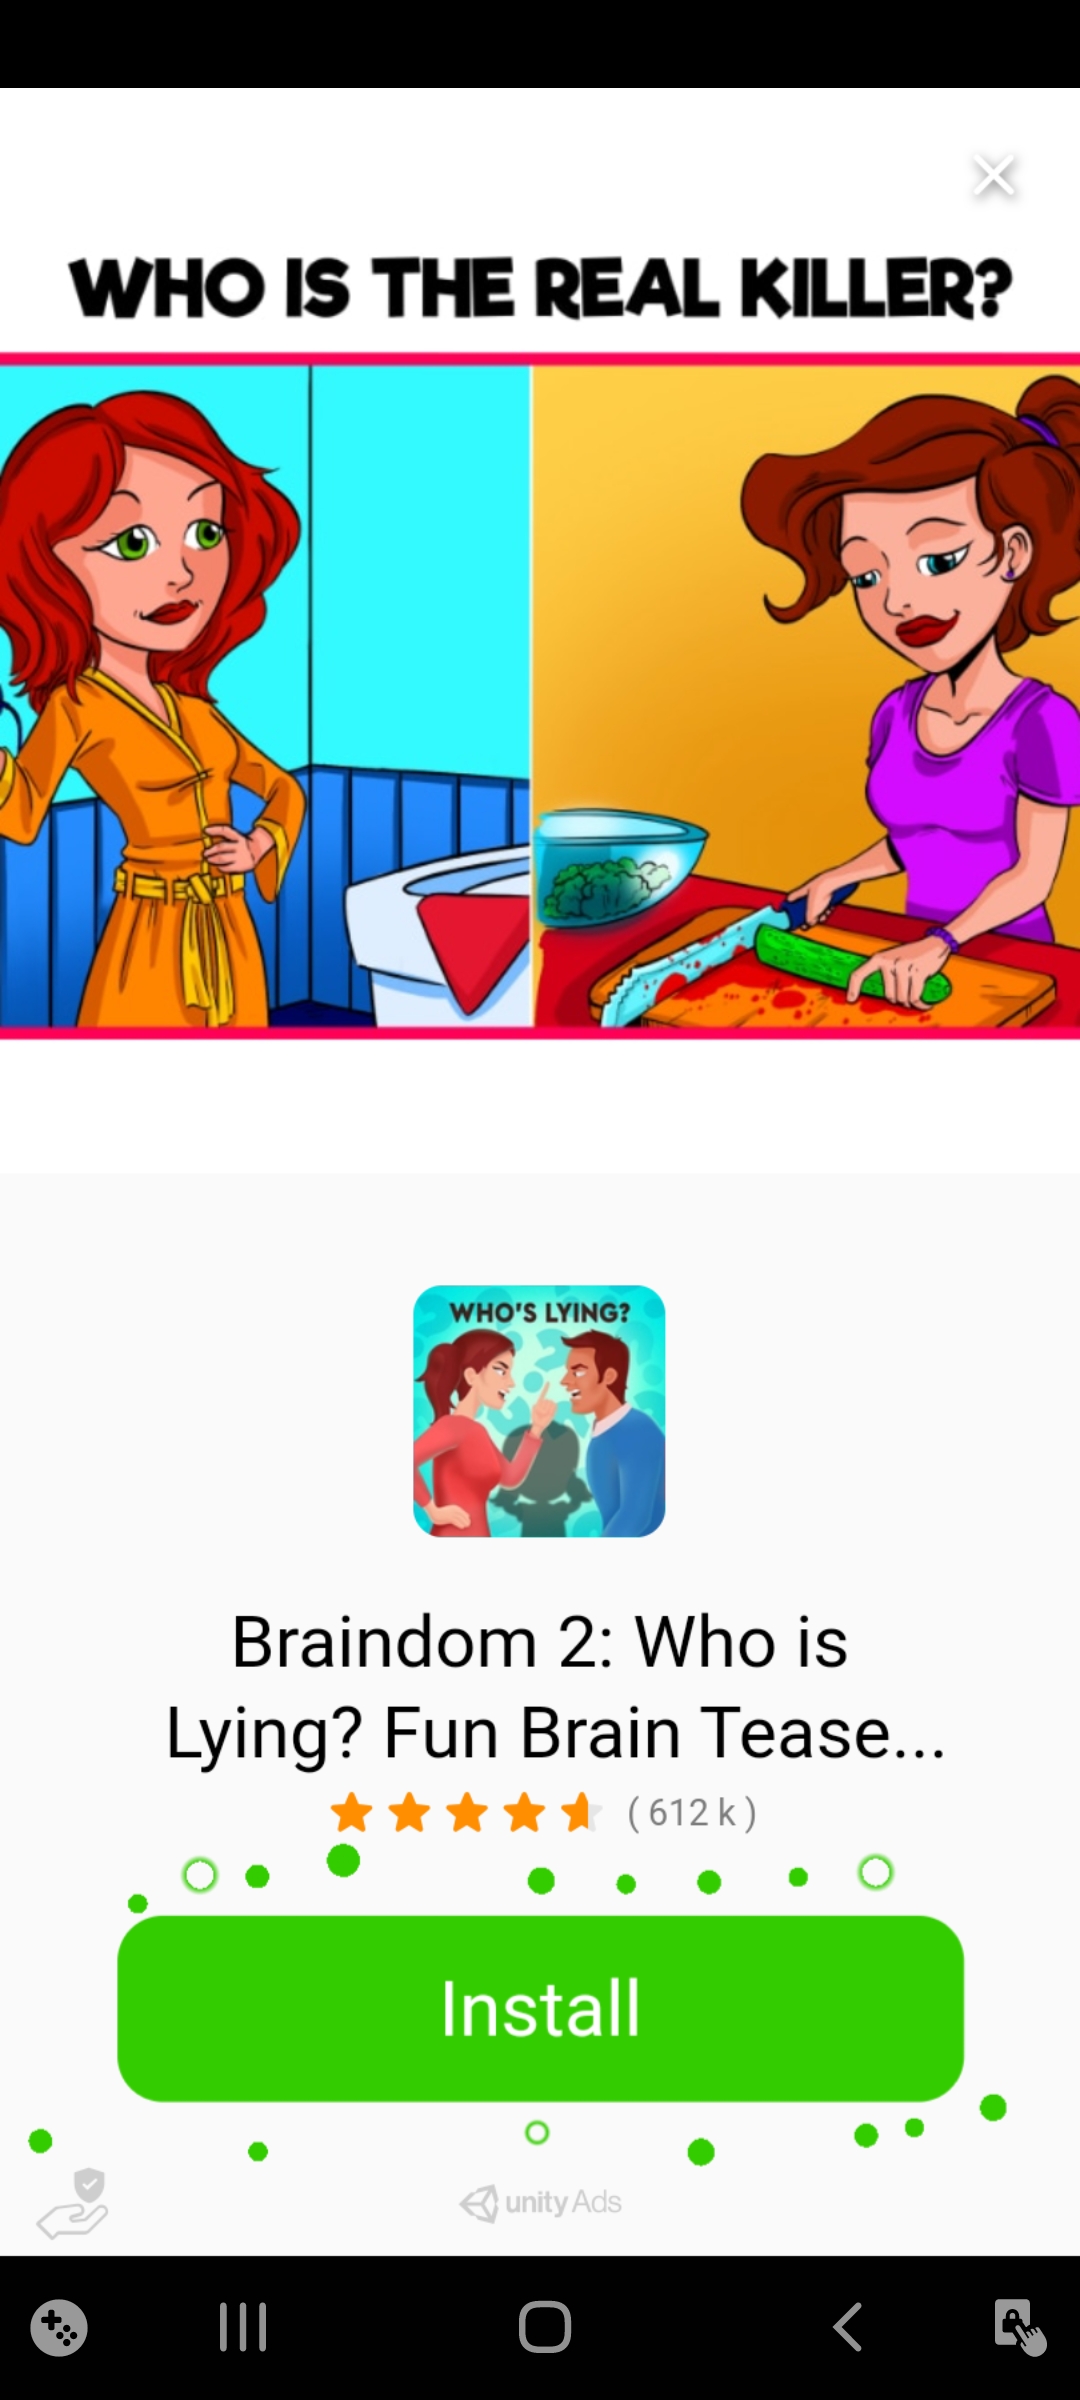 WHO IS THE REAL KILLER?
WHO'S LYING?
Braindom 2: Who is
Lying? Fun Brain Tease...
( 612 k )
Install
unity Ads